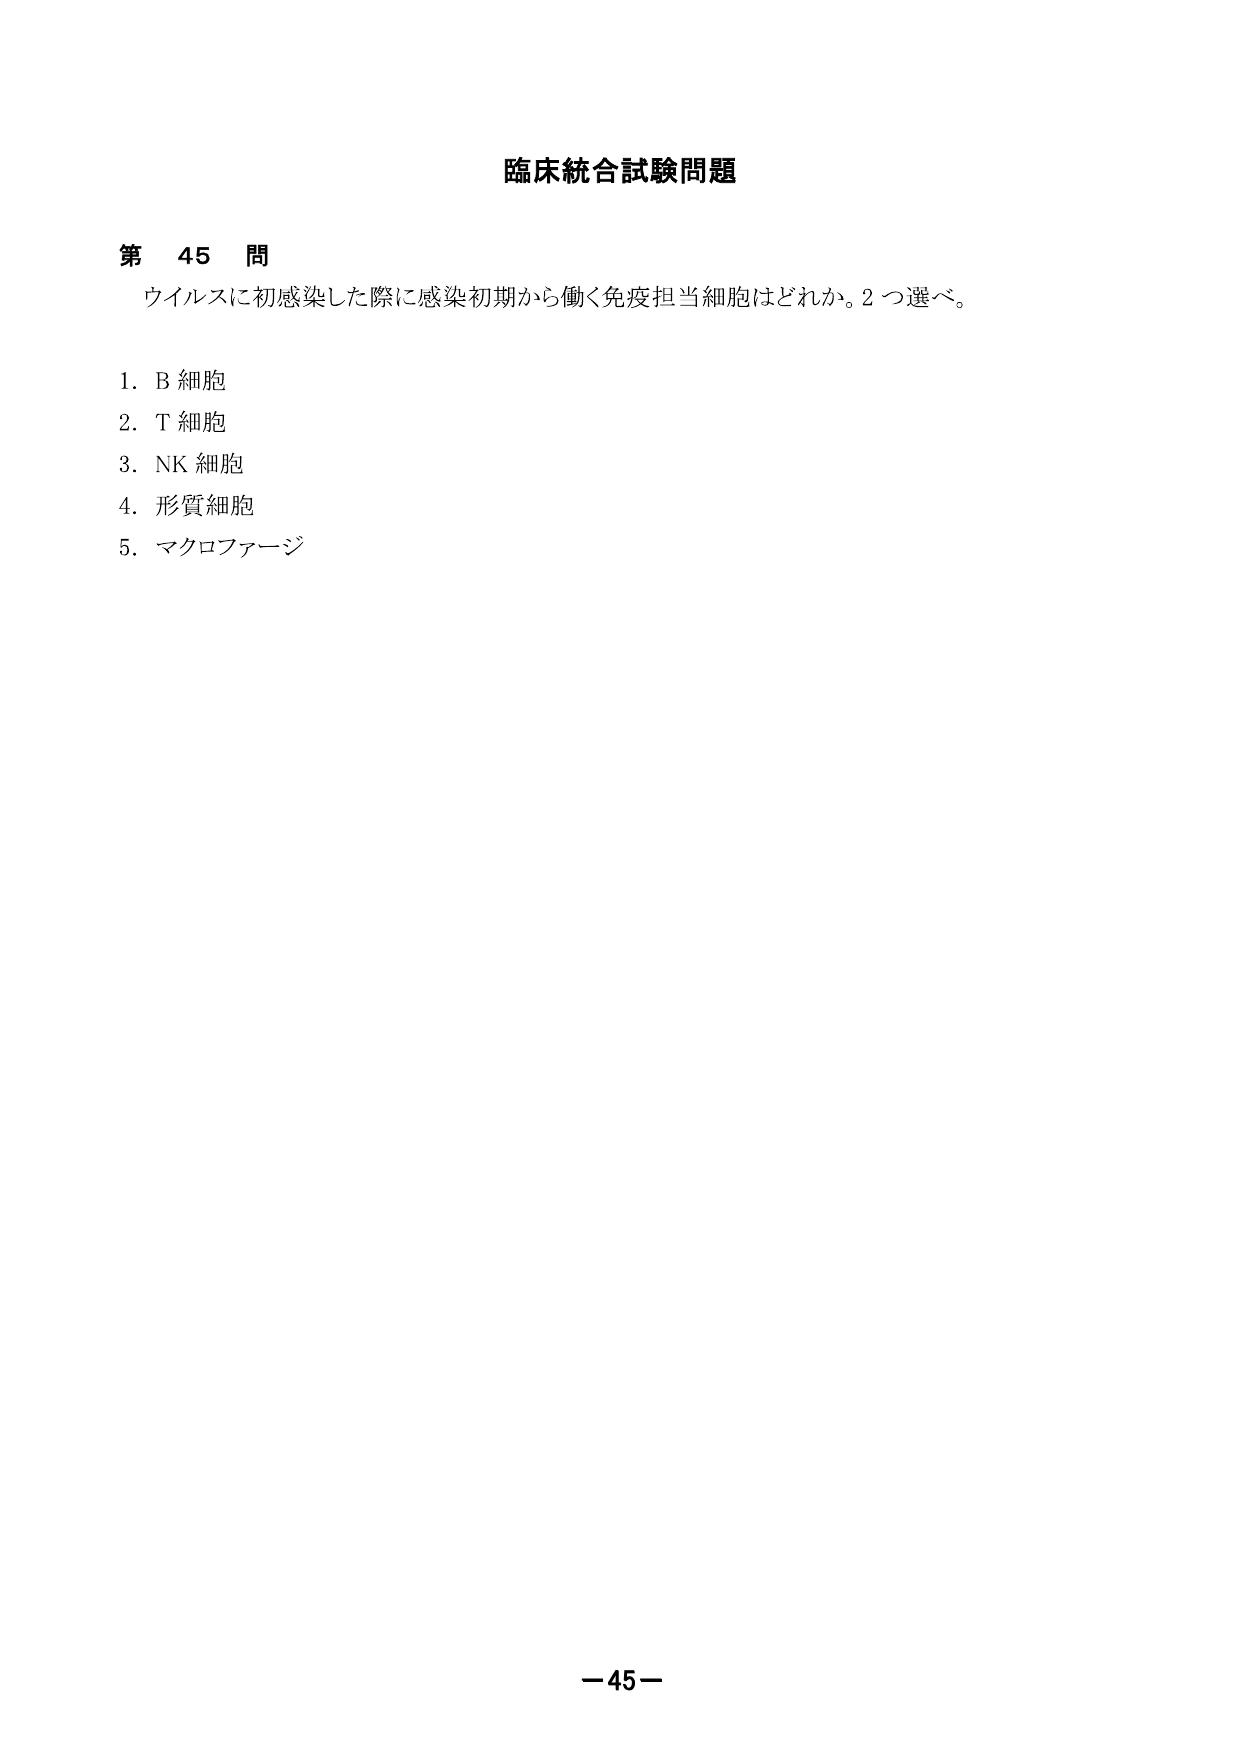 臨床統合試験問題
第 45 問
ウイルスに初感染した際に感染初期から働く免疫担当細胞はどれか。2 つ選べ。
1. B 細胞
2. T 細胞
3. NK 細胞
4. 形質細胞
5. マクロファージ
－45－